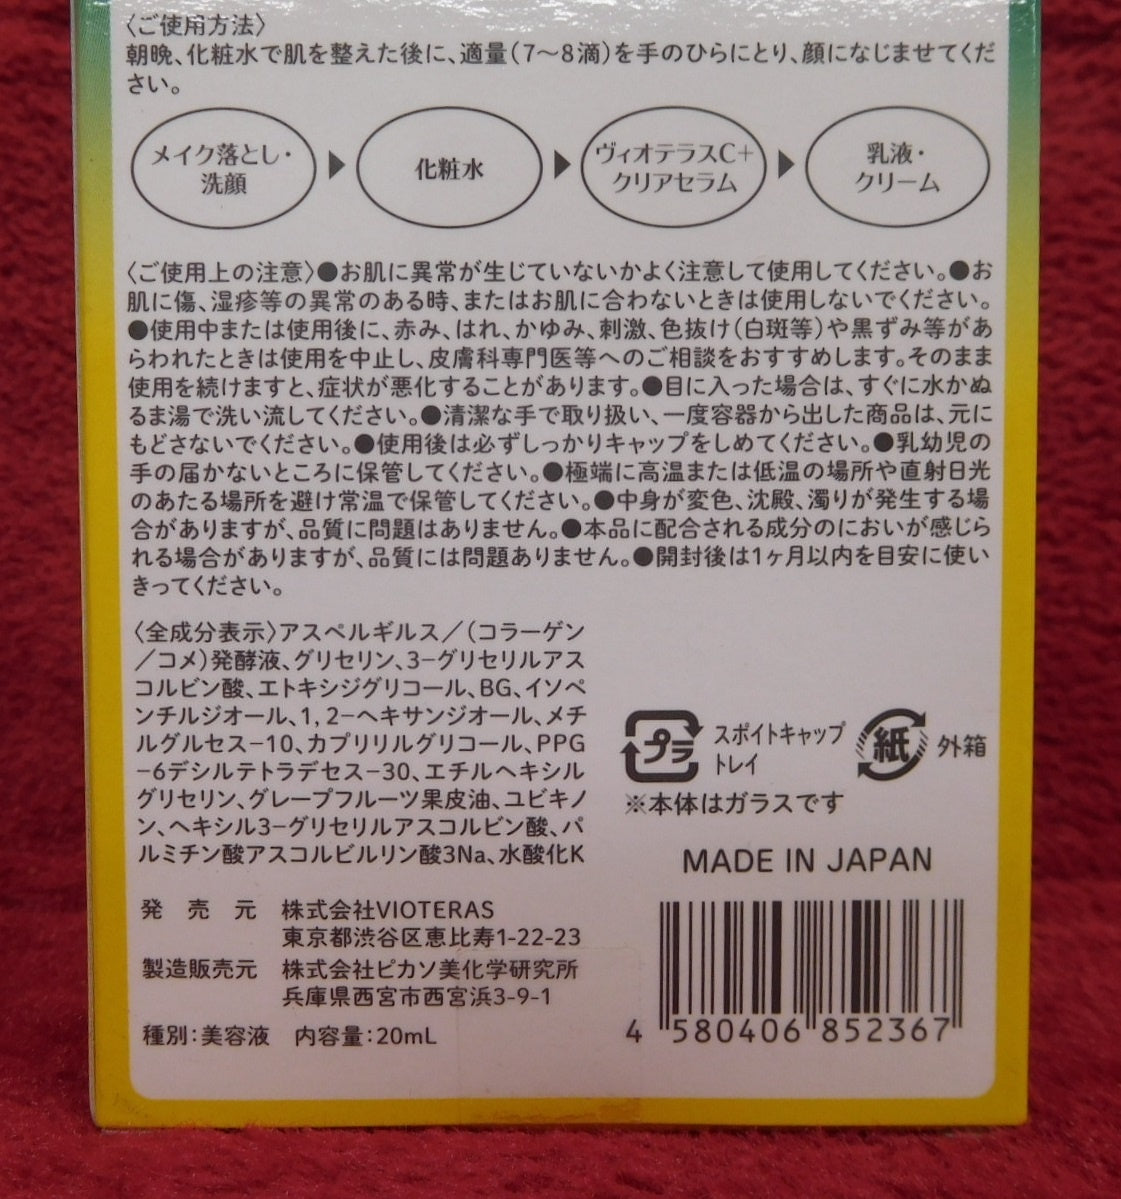 〈ご使用方法〉
朝晩、化粧水で肌を整えた後に、適量(7〜8滴)を手のひらにとり、顔になじませてくだ
さい。
メイク落とし・
洗顔
化粧水
ヴィオテラスC+
クリアセラム
乳液・
クリーム
〈ご使用上の注意〉●お肌に異常が生じていないかよく注意して使用してください。●お
肌に傷、湿疹等の異常のある時、またはお肌に合わないときは使用しないでください。
●使用中または使用後に、赤み、はれ、かゆみ、刺激、色抜け(白斑等)や黒ずみ等があ
らわれたときは使用を中止し、皮膚科専門医等へのご相談をおすすめします。そのまま
使用を続けますと、症状が悪化することがあります。●目に入った場合は、すぐに水かぬ
るま湯で洗い流してください。●清潔な手で取り扱い、一度容器から出した商品は、元に
もどさないでください。●使用後は必ずしっかりキャップをしめてください。●乳幼児の
手の届かないところに保管してください。●極端に高温または低温の場所や直射日光
のあたる場所を避け常温で保管してください。●中身が変色、沈殿、濁りが発生する場
合がありますが、品質に問題はありません。●本品に配合される成分のにおいが感じら
れる場合がありますが、品質には問題ありません。●開封後は1ヶ月以内を目安に使い
きってください。
〈全成分表示〉アスペルギルス/(コラーゲン
/コメ)発酵液、グリセリン、3-グリセリルアス
コルビン酸、エトキシジグリコール、BG、イソペ
ンチルジオール、1,2-ヘキサンジオール、メチ
ルグルセス-10、カプリリルグリコール、PPG
-6デシルテトラデセス-30、エチルヘキシル
グリセリン、グレープフルーツ果皮油、ユビキノ
ン、ヘキシル3-グリセリルアスコルビン酸、パ
ルミチン酸アスコルビルリン酸3Na、水酸化K
プラ
スポイトキャップ
トレイ
紙
外箱
※本体はガラスです
MADE IN JAPAN
発 売 元 株式会社VIOTERAS
東京都渋谷区恵比寿1-22-23
製造販売元 株式会社ピカソ美化学研究所
兵庫県西宮市西宮浜3-9-1
種別:美容液 内容量:20mL
4 580406 852367